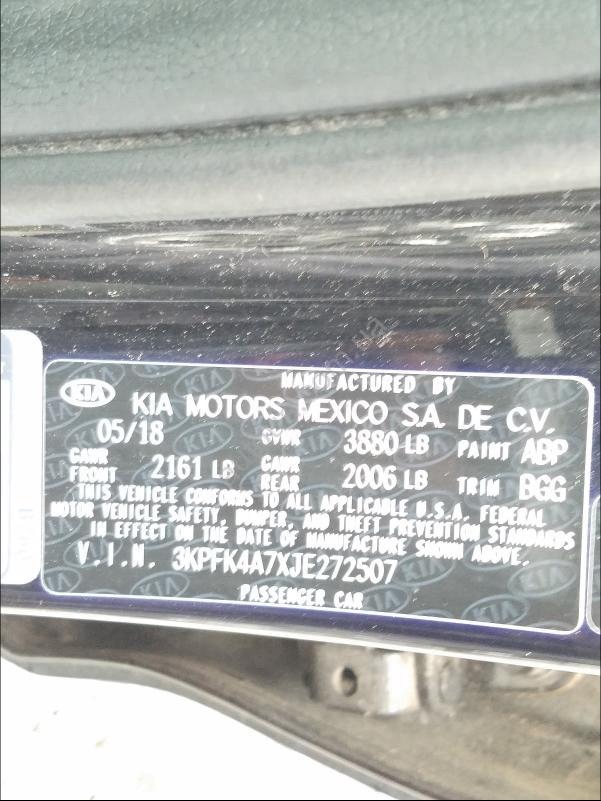 MANUFACTURED BY
KIA KIA MOTORS MEXICO S.A. DE C.V.
05/18 GVWR 3880 LB PAINT ABP
GAWR FRONT 2161 LB GAWR REAR 2006 LB TRIM BGG
THIS VEHICLE CONFORMS TO ALL APPLICABLE U.S.A. FEDERAL
MOTOR VEHICLE SAFETY, BUMPER, AND THEFT PREVENTION STANDARDS
IN EFFECT ON THE DATE OF MANUFACTURE SHOWN ABOVE.
V.I.N. 3KPFK4A7XJE272507
PASSENGER CAR